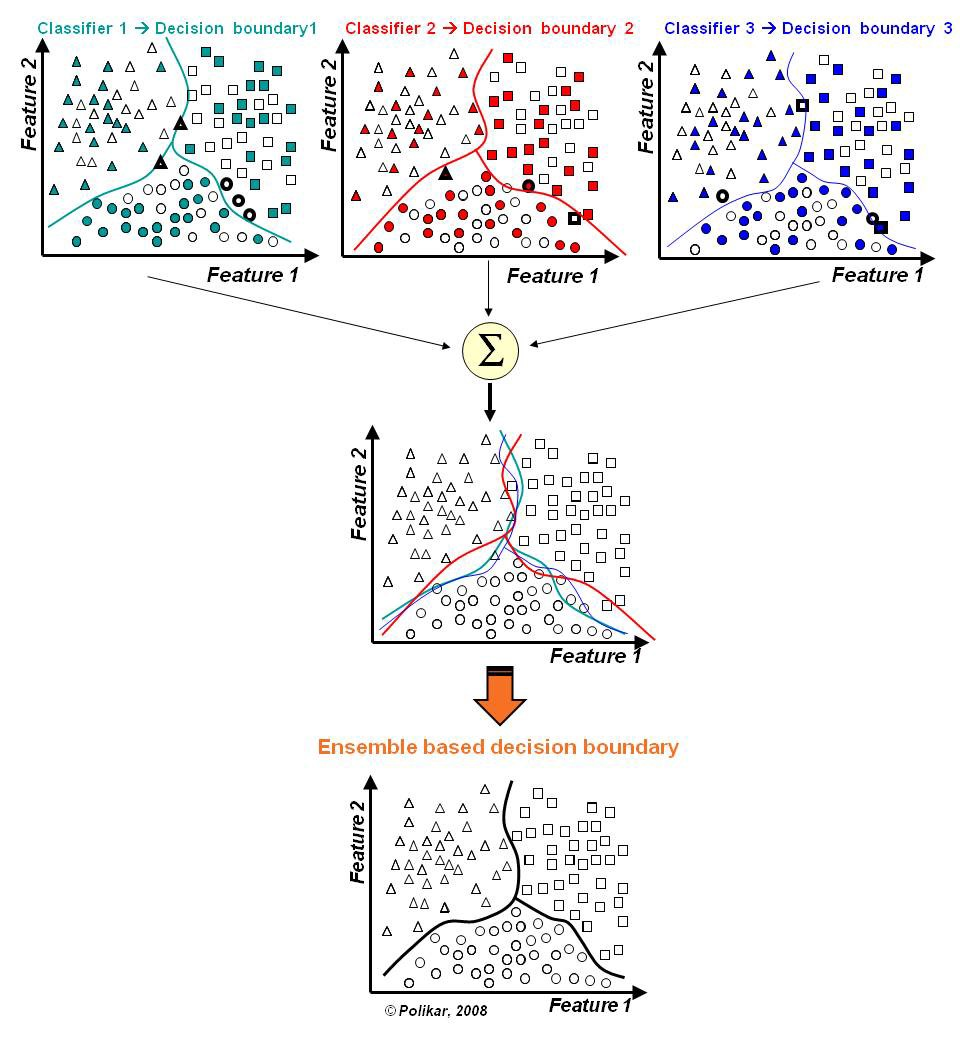 Classifier 1 → Decision boundary1
Classifier 2 → Decision boundary 2
Classifier 3 → Decision boundary 3
Feature 2
Feature 2
Feature 2
Feature 1
Feature 1
Feature 1
Σ
Feature 2
Feature 1
Ensemble based decision boundary
Feature 2
Feature 1
© Polikar, 2008